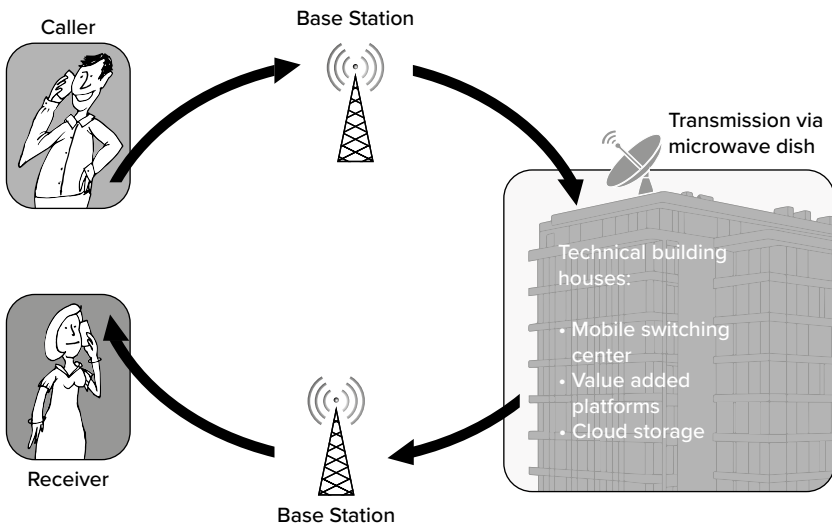 Caller
Base Station
Transmission via
microwave dish
Technical building
houses:
• Mobile switching
center
• Value added
platforms
• Cloud storage
Receiver
Base Station